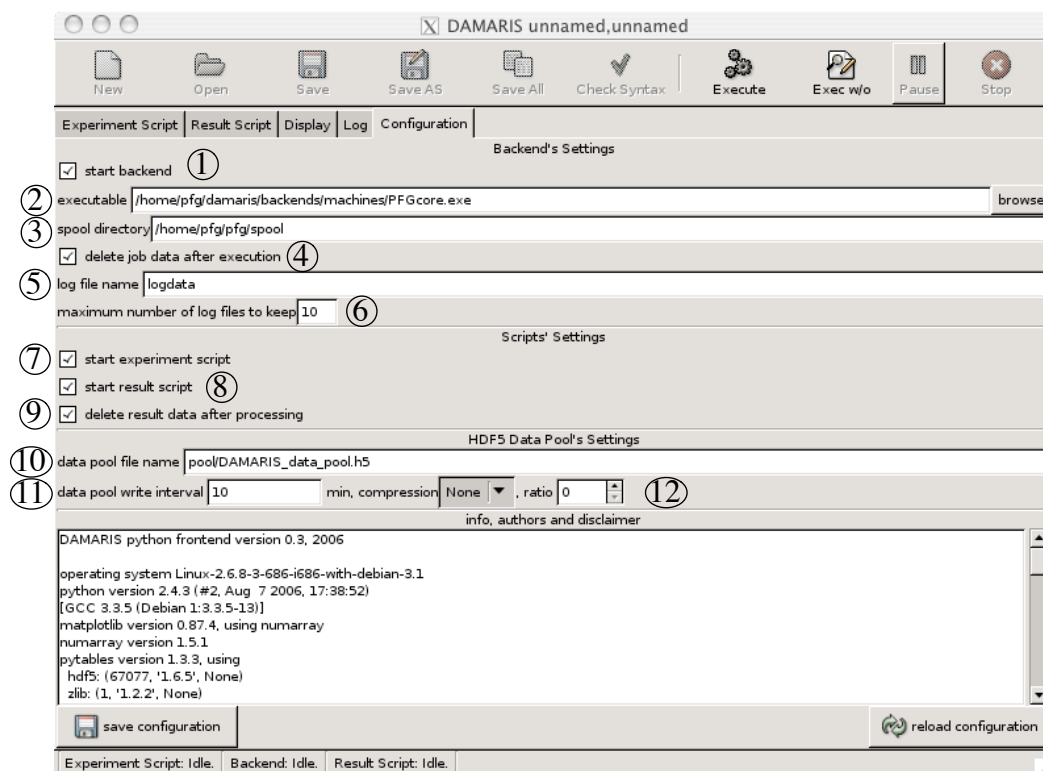 DAMARIS unnamed,unnamed
New Open Save Save AS Save All Check Syntax Execute Exec w/o Pause Stop
Experiment Script Result Script Display Log Configuration
Backend's Settings
start backend 1
2 executable /home/pfg/damaris/backends/machines/PFGcore.exe browse
3 spool directory /home/pfg/pfg/spool
delete job data after execution 4
5 log file name logdata
maximum number of log files to keep 10 6
Scripts' Settings
7 start experiment script
start result script 8
9 delete result data after processing
HDF5 Data Pool's Settings
10 data pool file name pool/DAMARIS_data_pool.h5
11 data pool write interval 10 min, compression None , ratio 0 12
info, authors and disclaimer
DAMARIS python frontend version 0.3, 2006
operating system Linux-2.6.8-3-686-i686-with-debian-3.1
python version 2.4.3 (#2, Aug 7 2006, 17:38:52)
[GCC 3.3.5 (Debian 1:3.3.5-13)]
matplotlib version 0.87.4, using numarray
numarray version 1.5.1
pytables version 1.3.3, using
hdf5: (67077, '1.6.5', None)
zlib: (1, '1.2.2', None)
save configuration reload configuration
Experiment Script: Idle. Backend: Idle. Result Script: Idle.